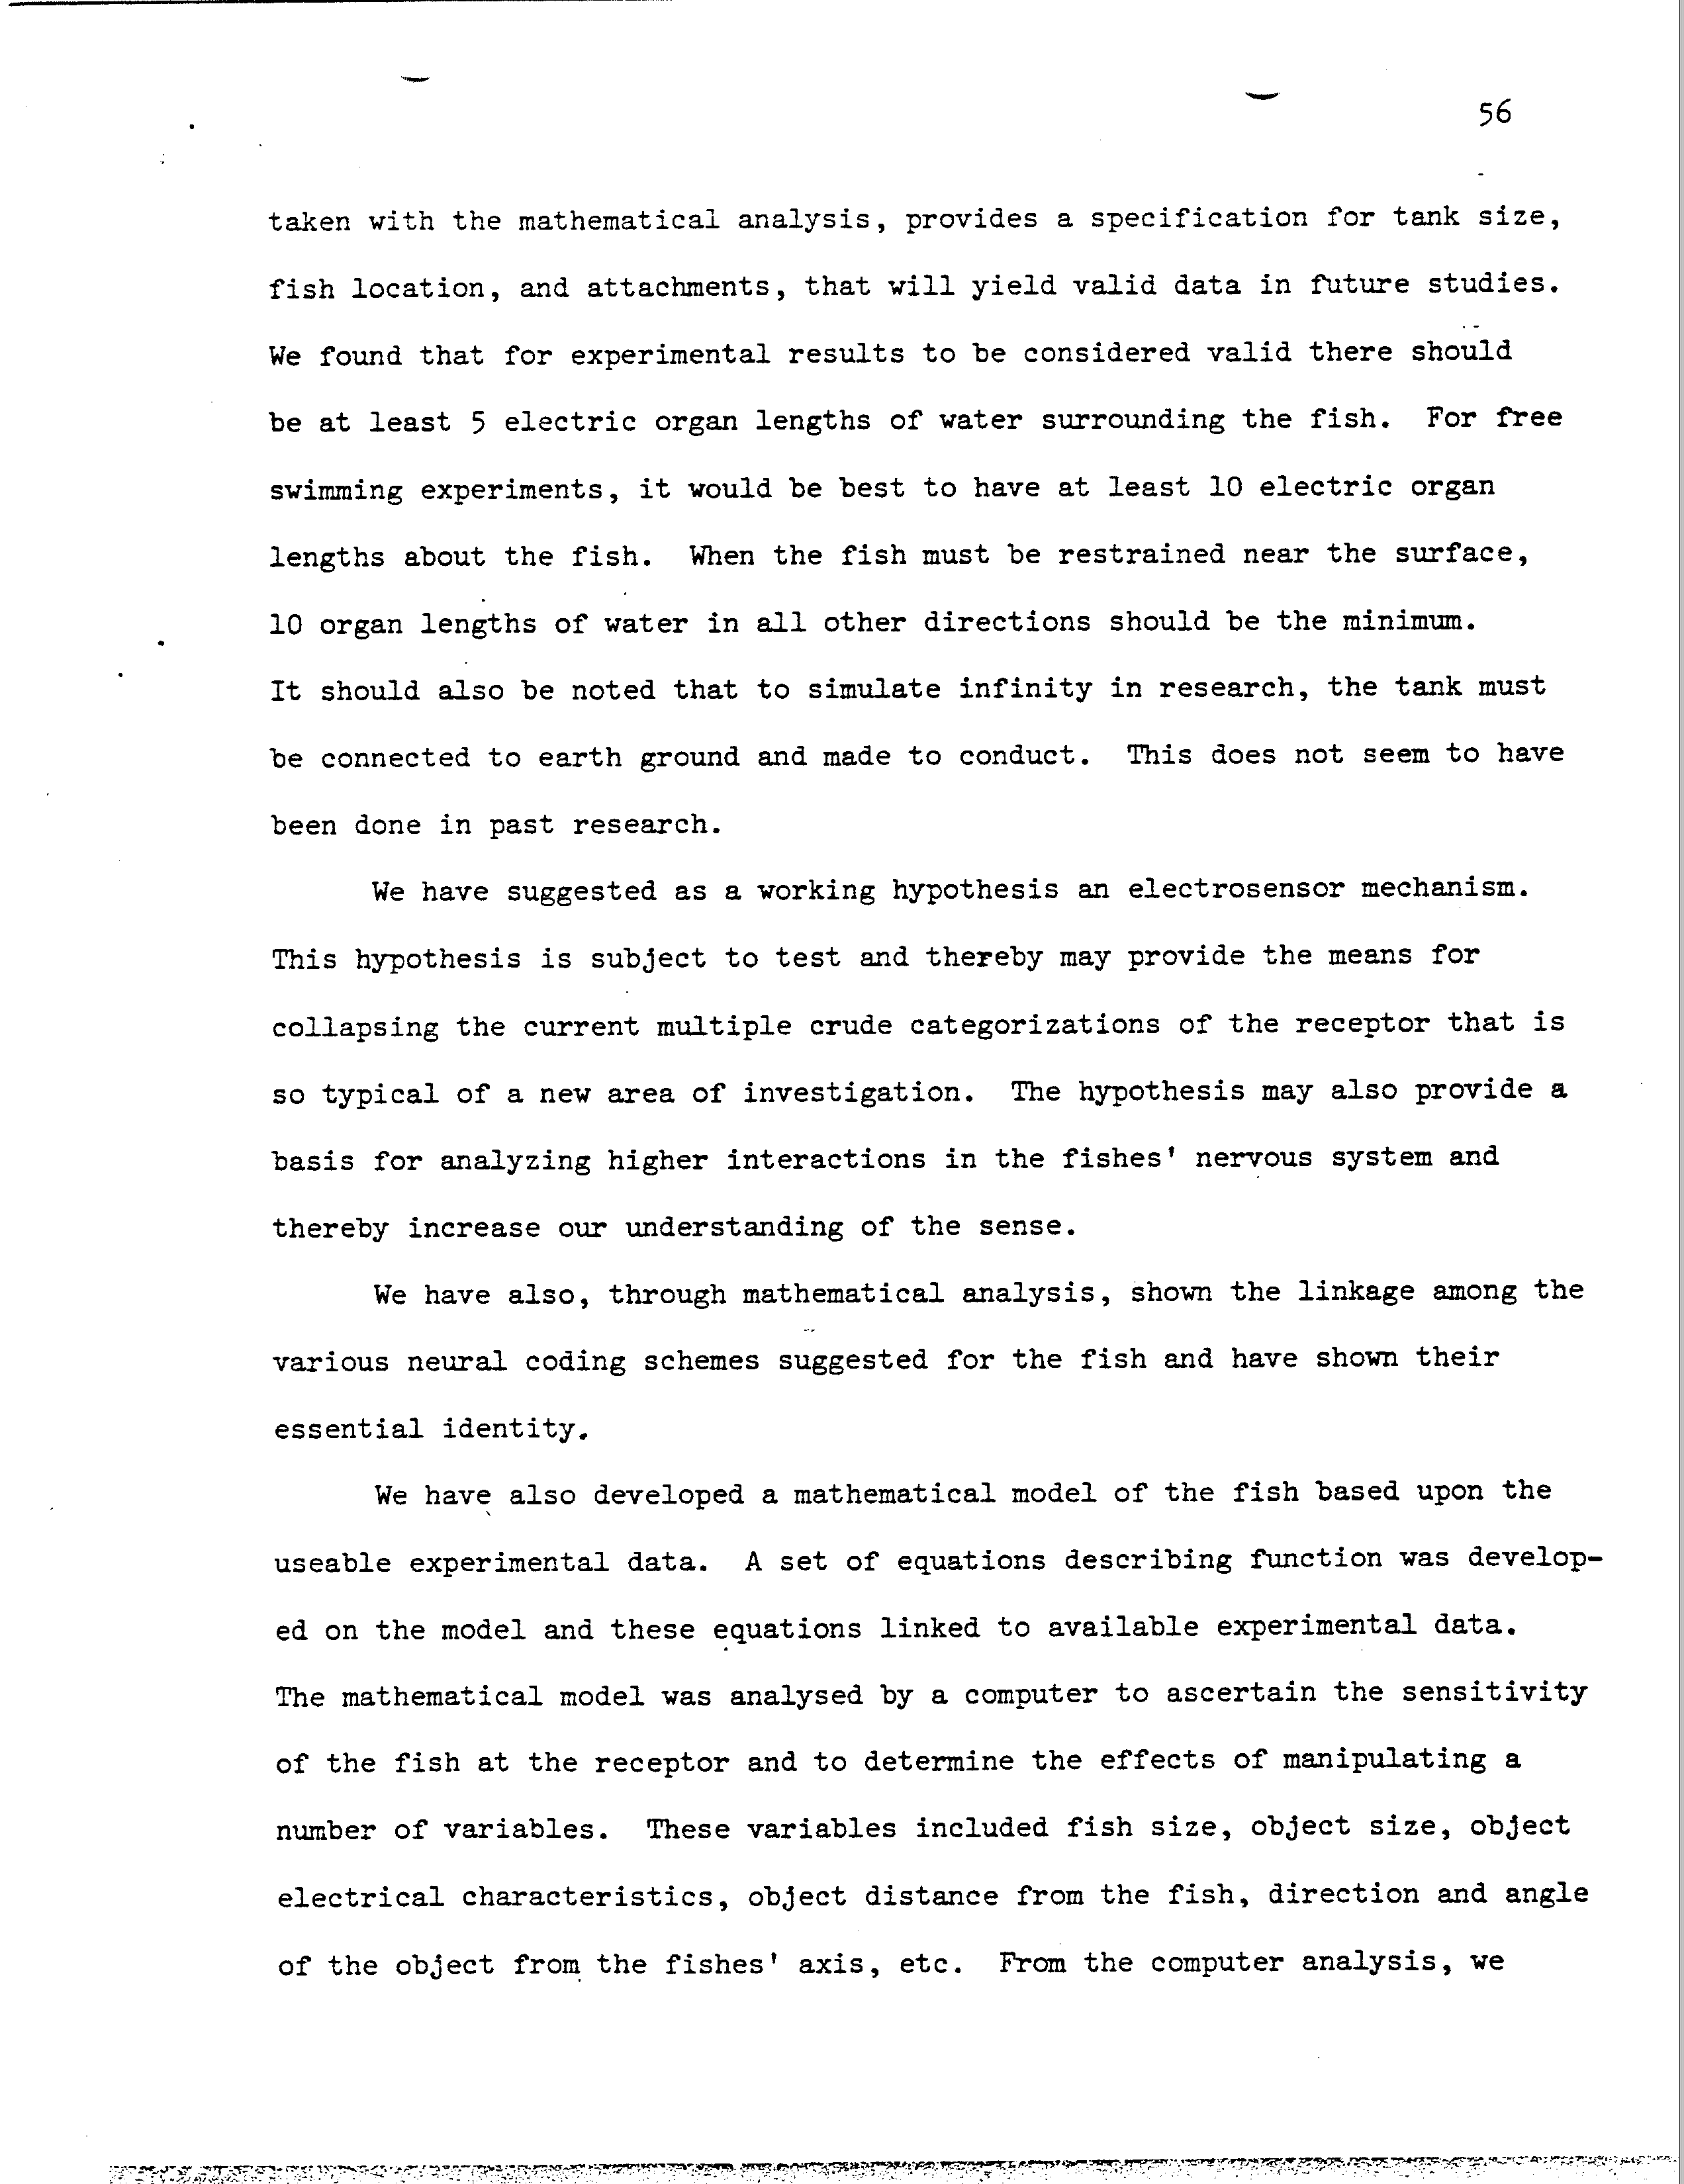 56
taken with the mathematical analysis, provides a specification for tank size,
fish location, and attachments, that will yield valid data in future studies.
We found that for experimental results to be considered valid there should
be at least 5 electric organ lengths of water surrounding the fish. For free
swimming experiments, it would be best to have at least 10 electric organ
lengths about the fish. When the fish must be restrained near the surface,
10 organ lengths of water in all other directions should be the minimum.
It should also be noted that to simulate infinity in research, the tank must
be connected to earth ground and made to conduct. This does not seem to have
been done in past research.
We have suggested as a working hypothesis an electrosensor mechanism.
This hypothesis is subject to test and thereby may provide the means for
collapsing the current multiple crude categorizations of the receptor that is
so typical of a new area of investigation. The hypothesis may also provide a
basis for analyzing higher interactions in the fishes' nervous system and
thereby increase our understanding of the sense.
We have also, through mathematical analysis, shown the linkage among the
various neural coding schemes suggested for the fish and have shown their
essential identity.
We have also developed a mathematical model of the fish based upon the
useable experimental data. A set of equations describing function was develop-
ed on the model and these equations linked to available experimental data.
The mathematical model was analysed by a computer to ascertain the sensitivity
of the fish at the receptor and to determine the effects of manipulating a
number of variables. These variables included fish size, object size, object
electrical characteristics, object distance from the fish, direction and angle
of the object from the fishes' axis, etc. From the computer analysis, we